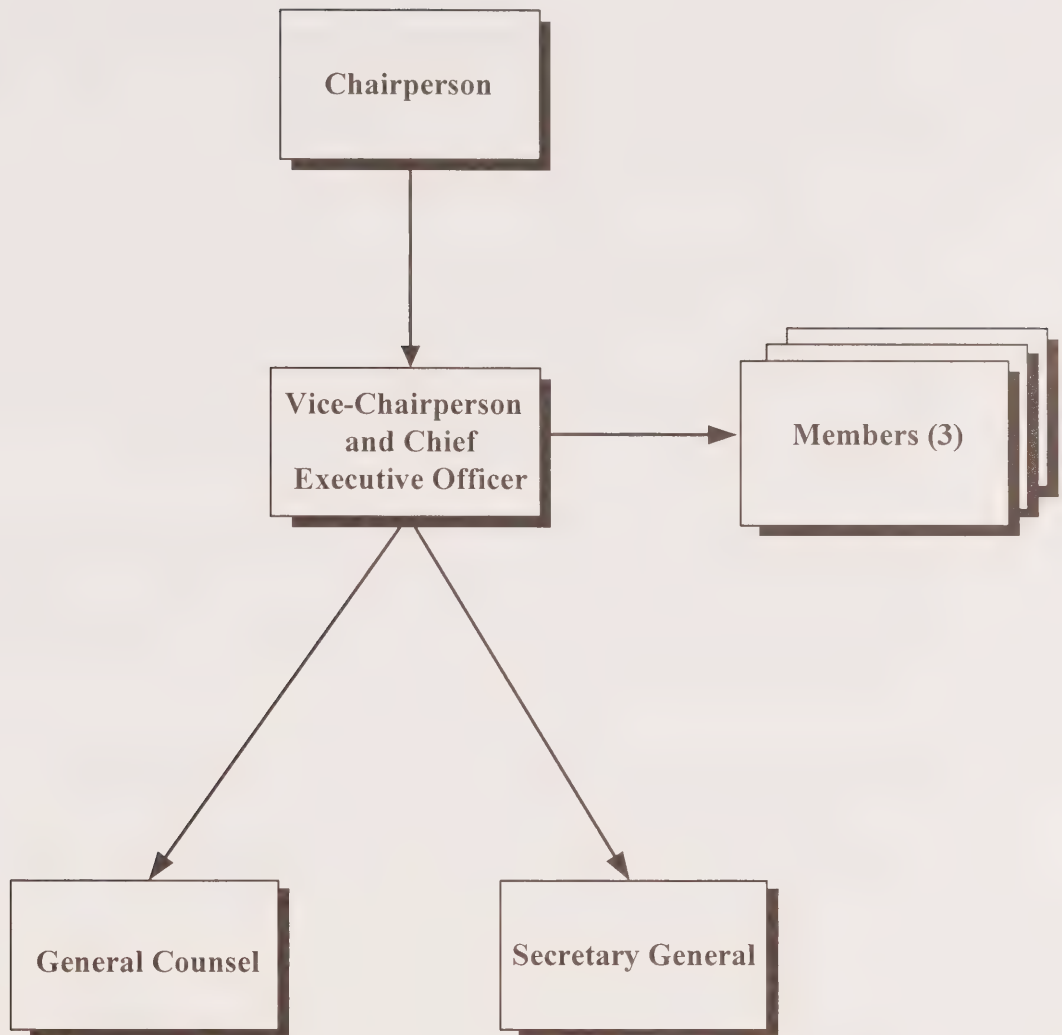 Chairperson
Vice-Chairperson
and Chief
Executive Officer
Members (3)
General Counsel
Secretary General